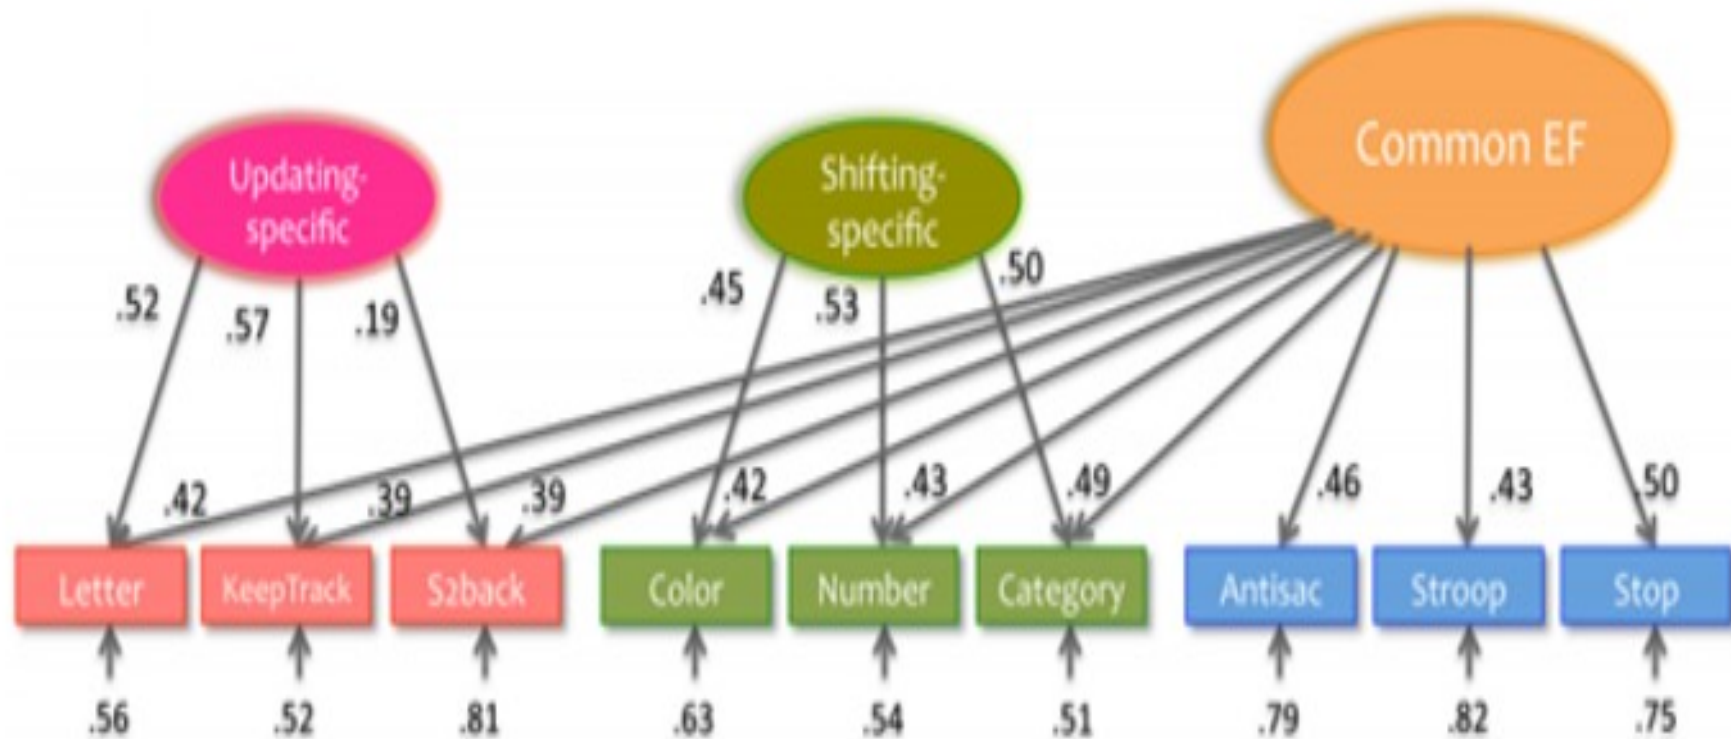 Common EF
Updating-
specific
Shifting-
specific
.52
.57
.19
.45
.53
.50
.42
.39
.39
.42
.43
.49
.46
.43
.50
Letter
KeepTrack
S2back
Color
Number
Category
Antisac
Stroop
Stop
.56
.52
.81
.63
.54
.51
.79
.82
.75